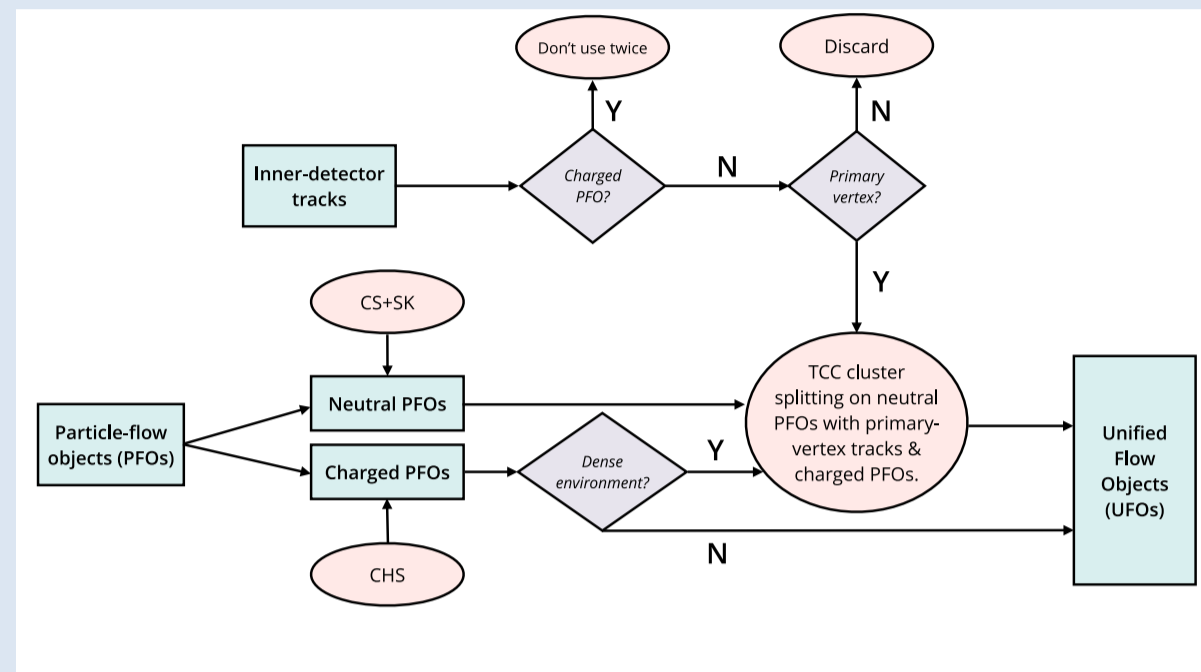 Don't use twice
Discard
Y
N
Inner-detector
tracks
Charged
PFO?
N
Primary
vertex?
Y
CS+SK
Neutral PFOs
TCC cluster
splitting on neutral
PFOs with primary-
vertex tracks &
charged PFOs.
Particle-flow
objects (PFOs)
Charged PFOs
Dense
environment?
Y
N
Unified
Flow
Objects
(UFOs)
CHS